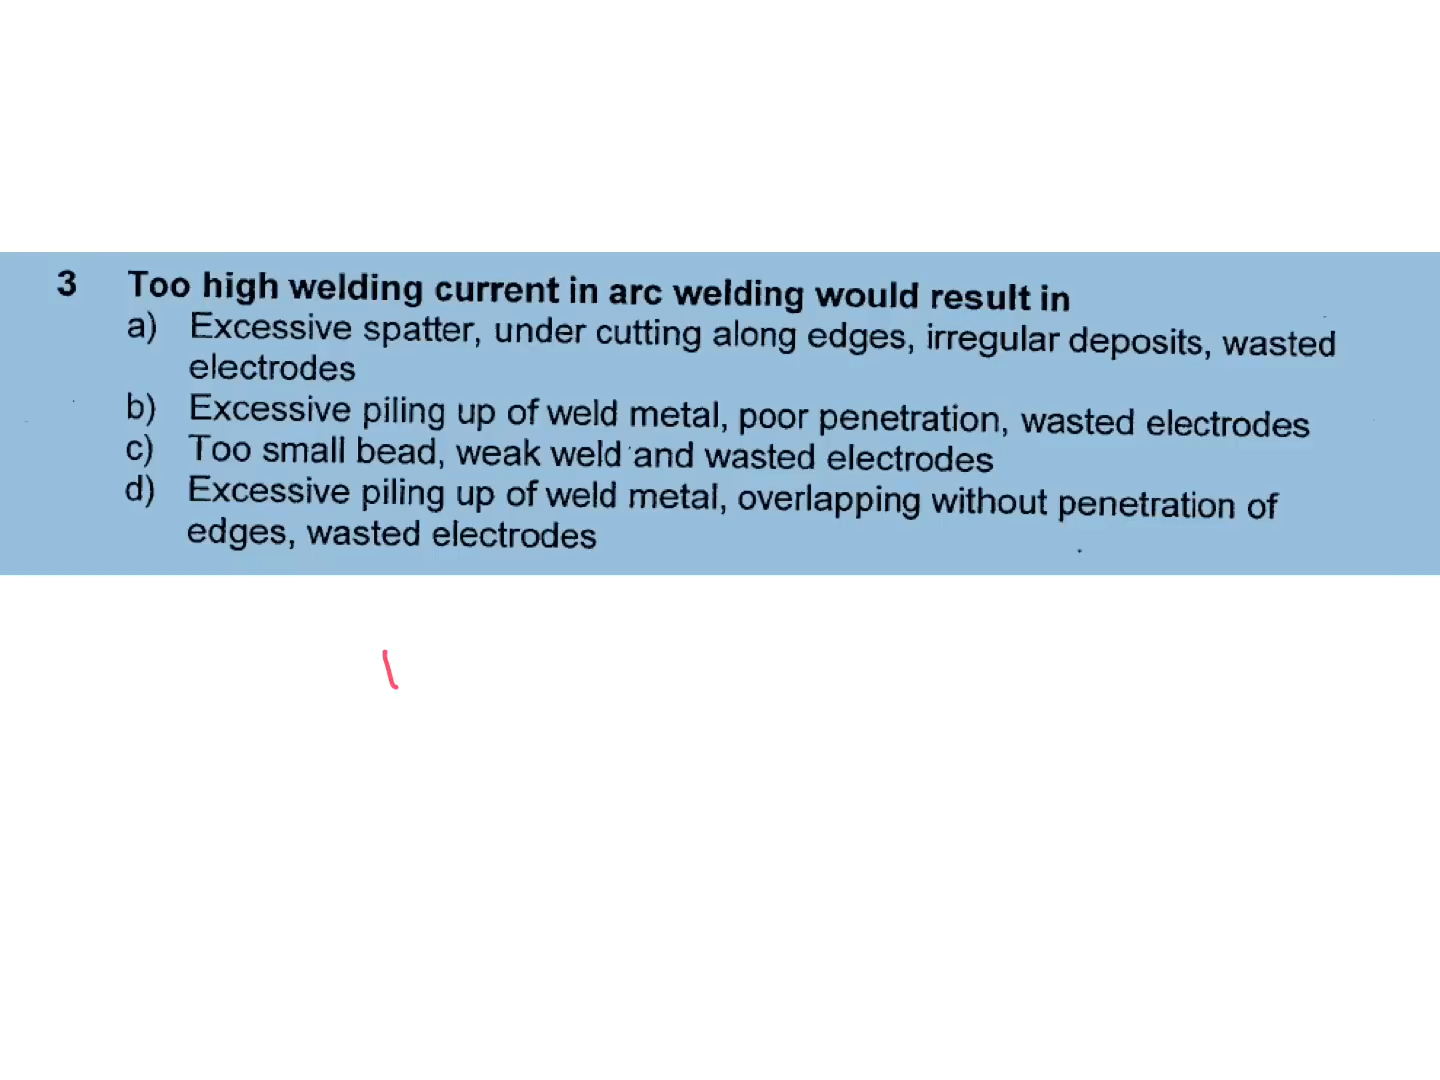 3 Too high welding current in arc welding would result in
a) Excessive spatter, under cutting along edges, irregular deposits, wasted
electrodes
b) Excessive piling up of weld metal, poor penetration, wasted electrodes
c) Too small bead, weak weld and wasted electrodes
d) Excessive piling up of weld metal, overlapping without penetration of
edges, wasted electrodes